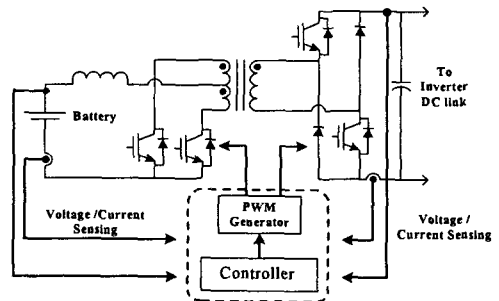 To
Inverter
DC link
Battery
Voltage /Current
Sensing
PWM
Generator
Voltage /
Current Sensing
Controller